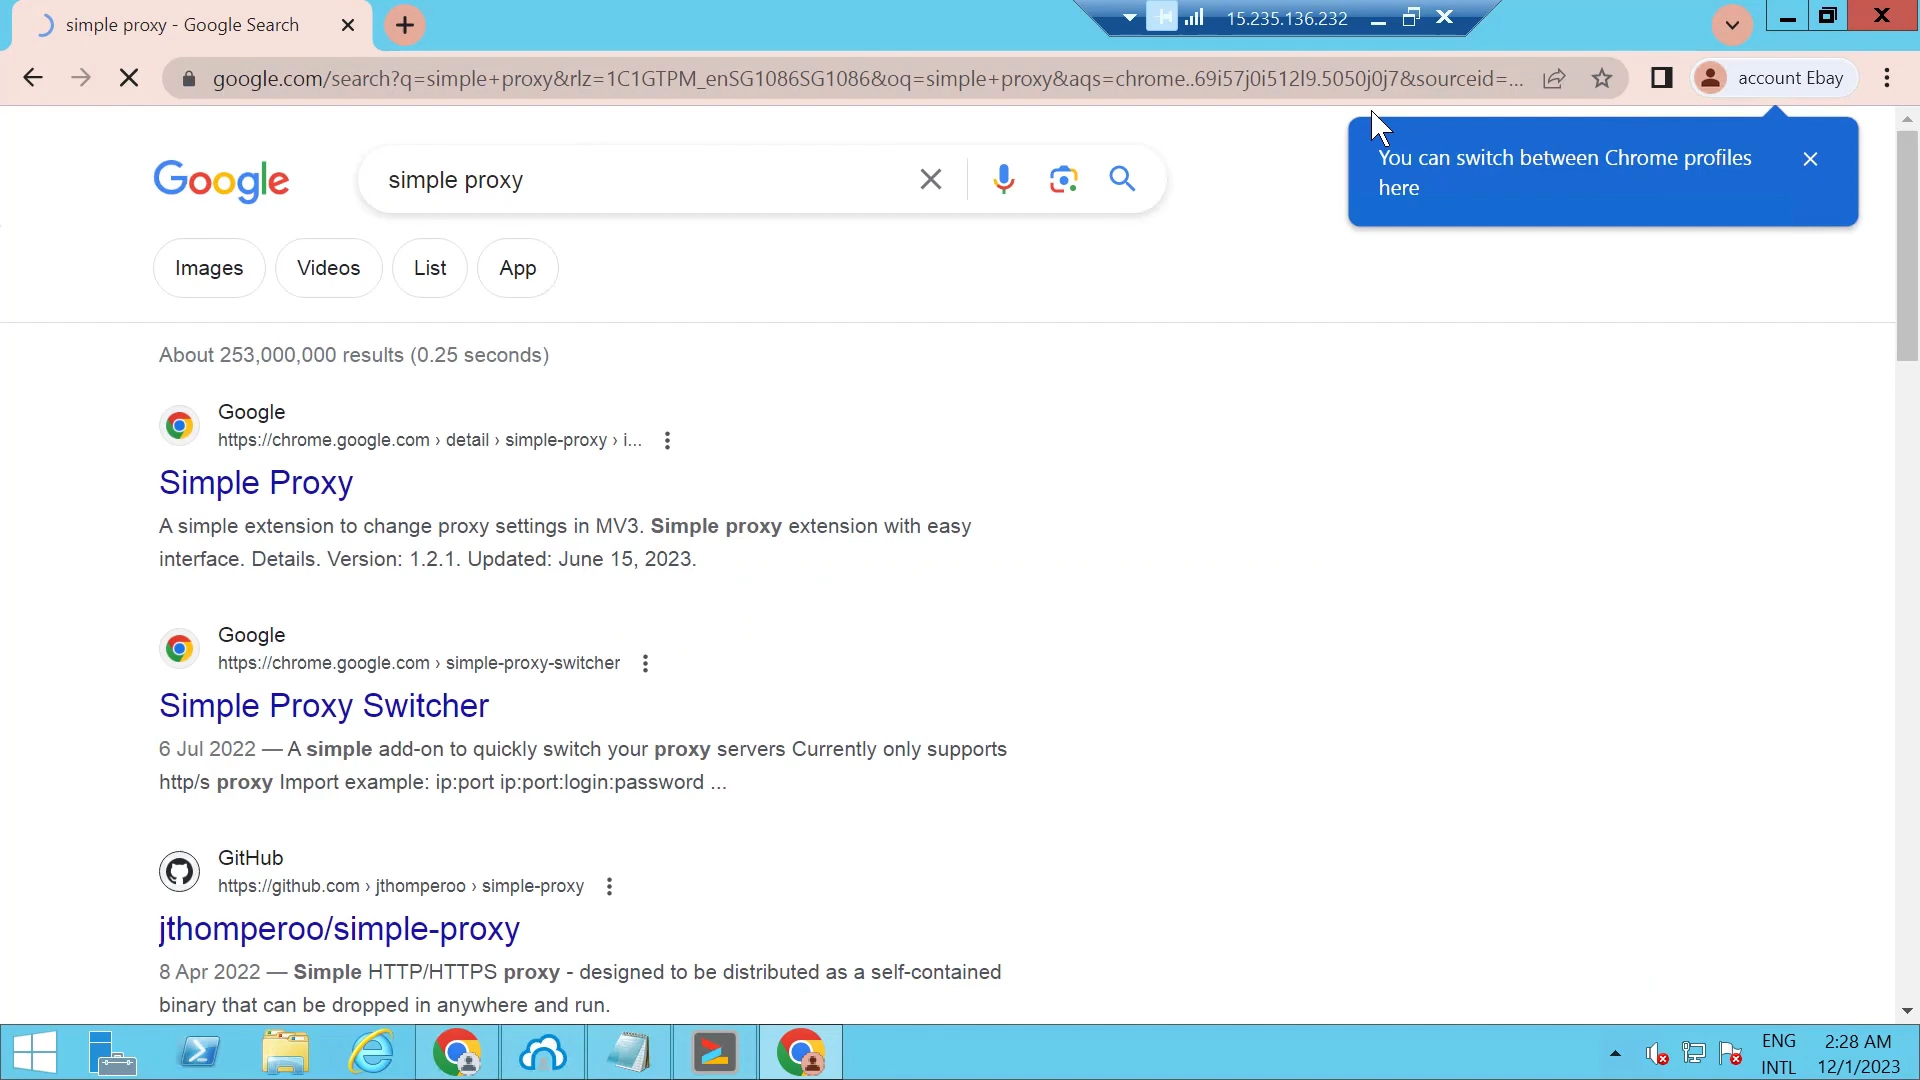 simple proxy - Google Search
15.235.136.232
google.com/search?q=simple+proxy&rlz=1C1GTPM_enSG1086SG1086&oq=simple+proxy&aqs=chrome..69i57j0i512l9.5050j0j7&sourceid=...
account Ebay
You can switch between Chrome profiles
here
Google
simple proxy
Images
Videos
List
App
About 253,000,000 results (0.25 seconds)
Google
https://chrome.google.com › detail › simple-proxy › i...
Simple Proxy
A simple extension to change proxy settings in MV3. Simple proxy extension with easy
interface. Details. Version: 1.2.1. Updated: June 15, 2023.
Google
https://chrome.google.com › simple-proxy-switcher
Simple Proxy Switcher
6 Jul 2022 — A simple add-on to quickly switch your proxy servers Currently only supports
http/s proxy Import example: ip:port ip:port:login:password ...
GitHub
https://github.com › jthomperoo › simple-proxy
jthomperoo/simple-proxy
8 Apr 2022 — Simple HTTP/HTTPS proxy - designed to be distributed as a self-contained
binary that can be dropped in anywhere and run.
ENG
INTL
2:28 AM
12/1/2023